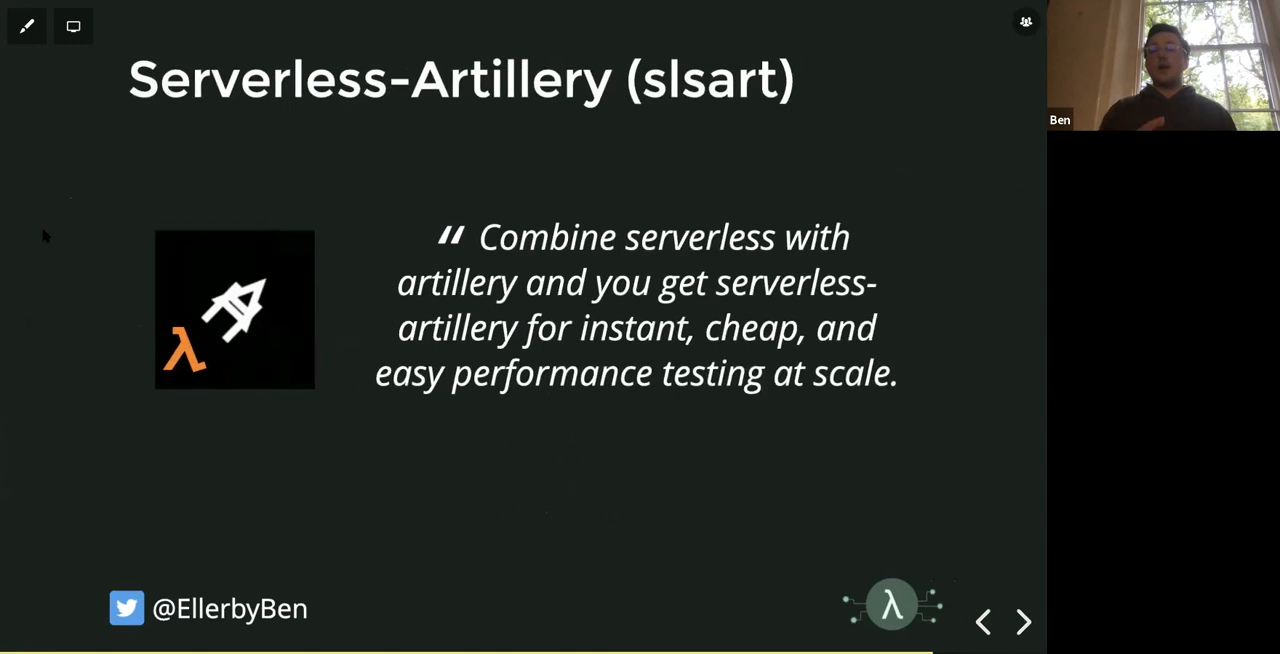 Serverless-Artillery (slsart)
Ben
“ Combine serverless with
artillery and you get serverless-
artillery for instant, cheap, and
easy performance testing at scale.
λ
@EllerbyBen
λ